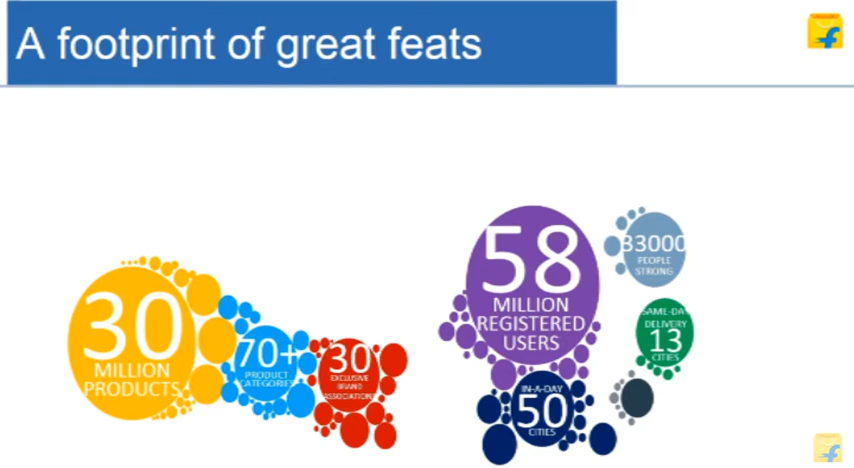 A footprint of great feats
30
MILLION
PRODUCTS
70+
PRODUCT
CATEGORIES
30
EXCLUSIVE
BRAND
ASSOCIATIONS
58
MILLION
REGISTERED
USERS
IN-A-DAY
50
CITIES
33000
PEOPLE
STRONG
SAME-DAY
DELIVERY
13
CITIES